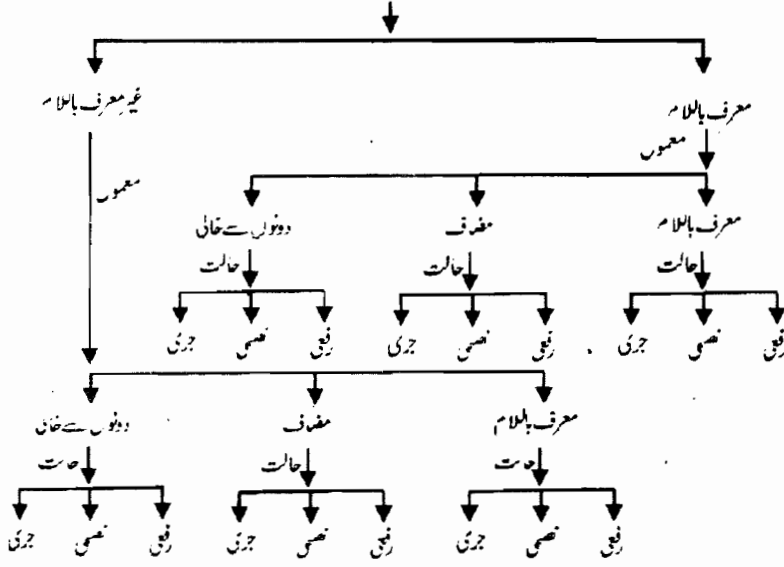 معرف باللام غیر معرف باللام
معمول معمول
معرف باللام مضاف دونوں سے خالی
حالت حالت حالت
رفعی نصبی جری رفعی نصبی جری رفعی نصبی جری
معرف باللام مضاف دونوں سے خالی
حالت حالت حالت
رفعی نصبی جری رفعی نصبی جری رفعی نصبی جری